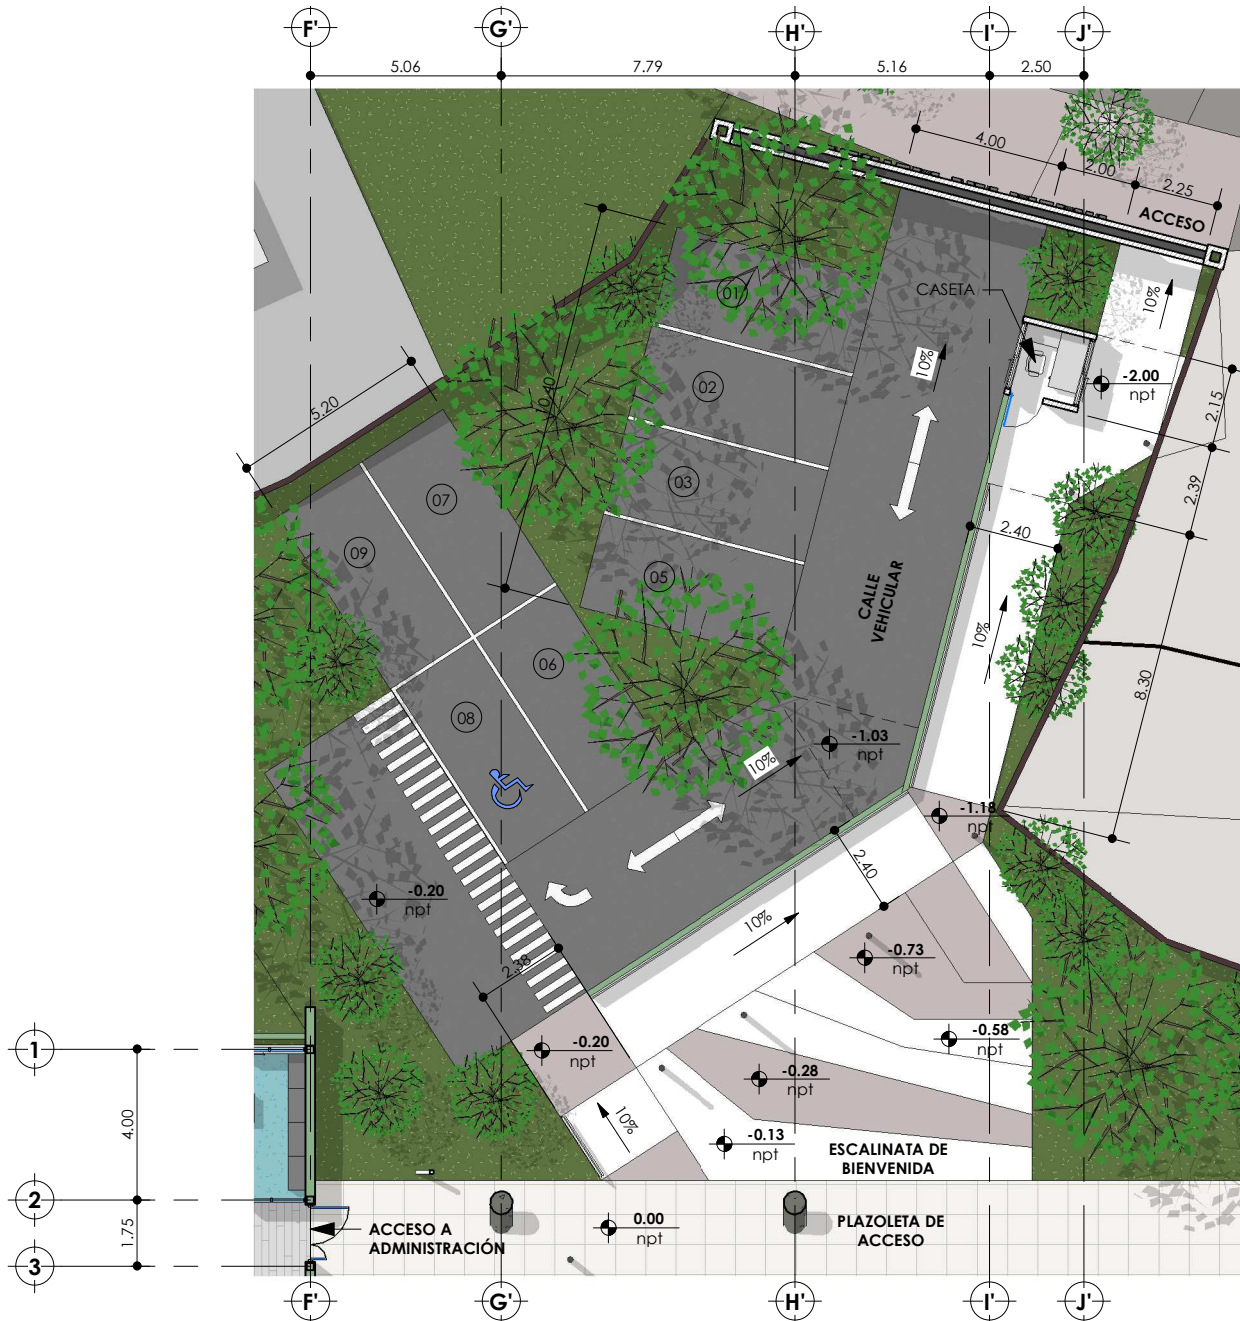 F' G' H' I' J'
5.06 7.79 5.16 2.50
4.00
2.00
2.25
ACCESO
CASETA
10%
01
10%
-2.00
npt
02
2.15
5.20
10.40
03
07
2.39
2.40
09
05
CALLE
VEHICULAR
10%
06
8.30
08
-1.03
npt
10%
-1.18
npt
2.40
-0.20
npt
10%
-0.73
npt
2.38
-0.58
npt
-0.20
npt
-0.28
npt
1
4.00
10%
-0.13
npt
ESCALINATA DE
BIENVENIDA
2
1.75
0.00
npt
ACCESO A
ADMINISTRACIÓN
PLAZOLETA DE
ACCESO
3
F' G' H' I' J'